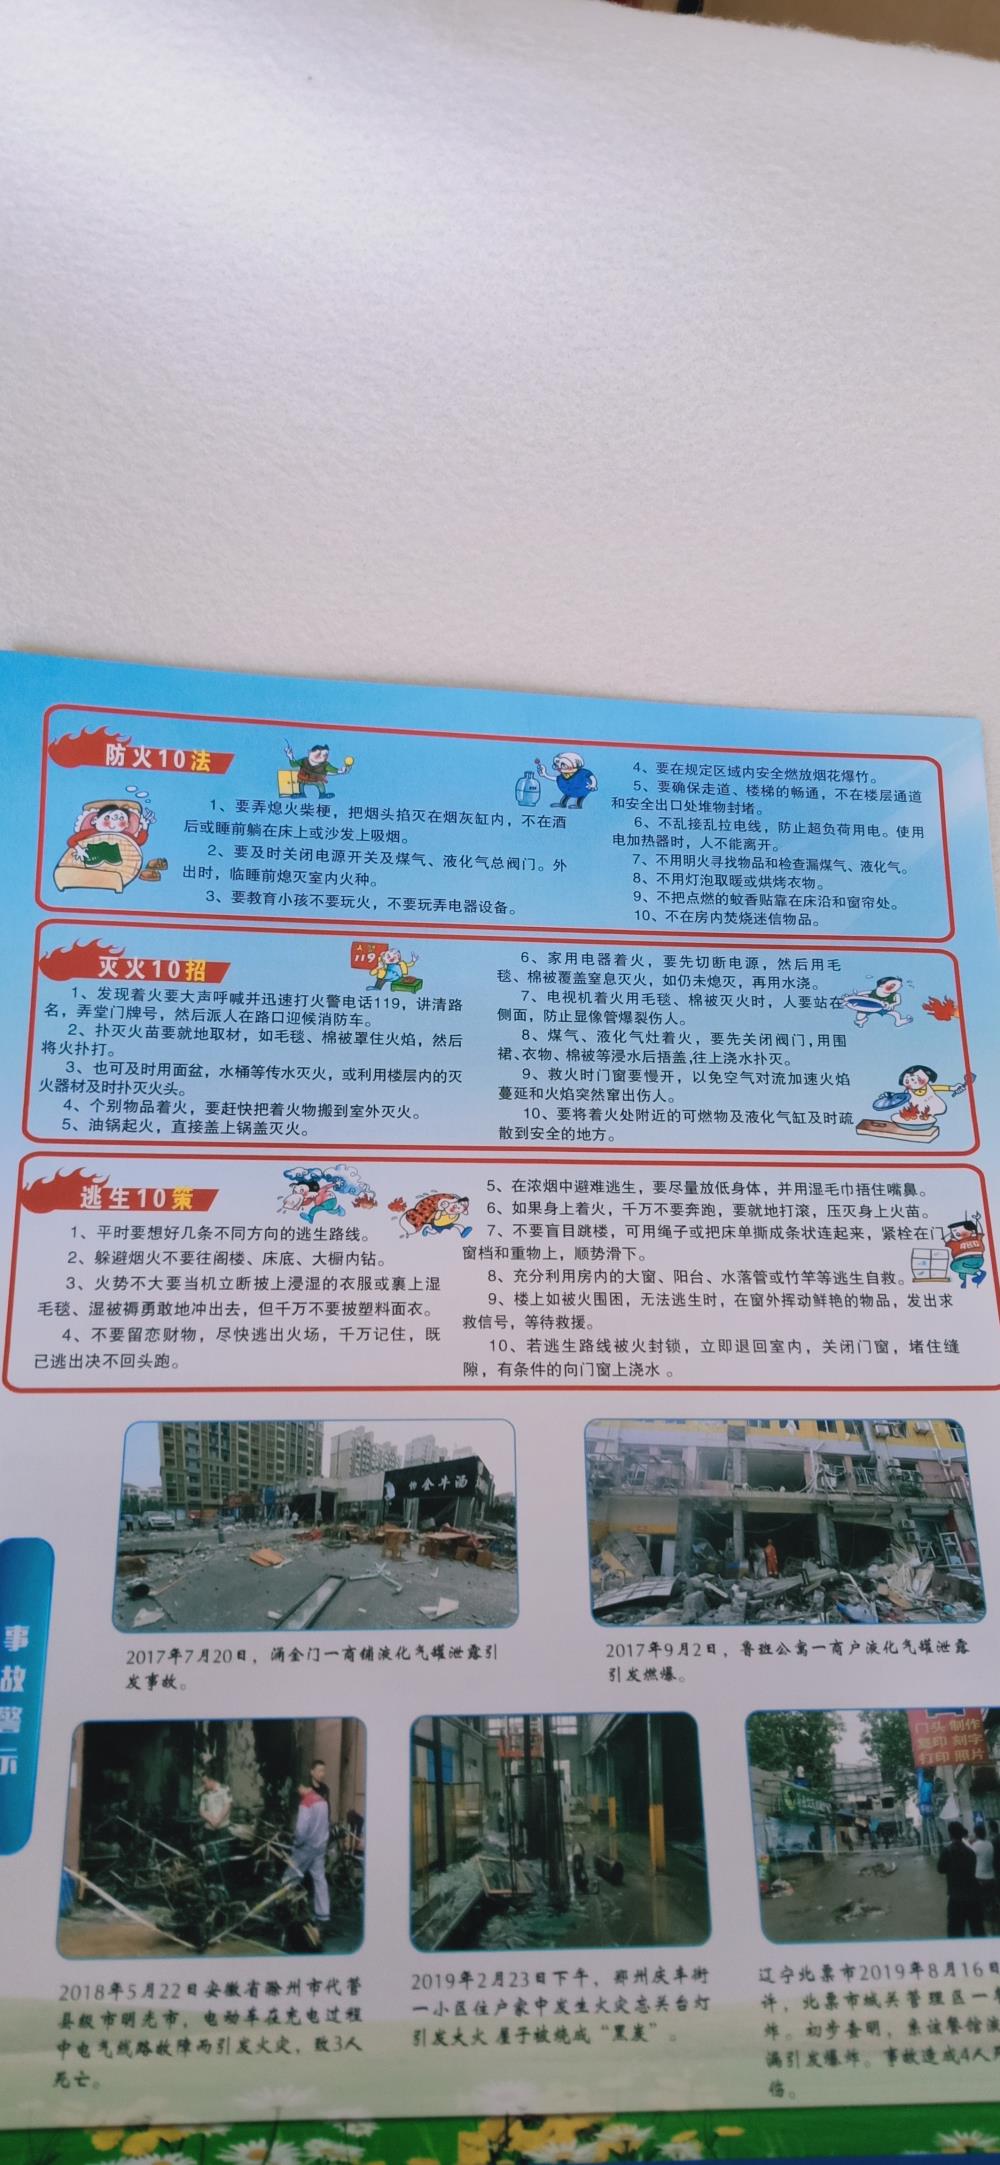 防火10法
1、要弄熄火柴梗，把烟头掐灭在烟灰缸内，不在酒
后或睡前躺在床上或沙发上吸烟。
2、要及时关闭电源开关及煤气、液化气总阀门。外
出时，临睡前熄灭室内火种。
3、要教育小孩不要玩火，不要玩弄电器设备。
4、要在规定区域内安全燃放烟花爆竹。
5、要确保走道、楼梯的畅通，不在楼层通道
和安全出口处堆物封堵。
6、不乱接乱拉电线，防止超负荷用电。使用
电加热器时，人不能离开。
7、不用明火寻找物品和检查漏煤气、液化气。
8、不用灯泡取暖或烘烤衣物。
9、不把点燃的蚊香贴靠在床沿和窗帘处。
10、不在房内焚烧迷信物品。
灭火10招
119
1、发现着火要大声呼喊并迅速打火警电话119，讲清路
名，弄堂门牌号，然后派人在路口迎候消防车。
2、扑灭火苗要就地取材，如毛毯、棉被罩住火焰，然后
将火扑打。
3、也可及时用面盆，水桶等传水灭火，或利用楼层内的灭
火器材及时扑灭火头。
4、个别物品着火，要赶快把着火物搬到室外灭火。
5、油锅起火，直接盖上锅盖灭火。
6、家用电器着火，要先切断电源，然后用毛
毯、棉被覆盖窒息灭火，如仍未熄灭，再用水浇。
7、电视机着火用毛毯、棉被灭火时，人要站在
侧面，防止显像管爆裂伤人。
8、煤气、液化气灶着火，要先关闭阀门,用围
裙、衣物、棉被等浸水后捂盖,往上浇水扑灭。
9、救火时门窗要慢开，以免空气对流加速火焰
蔓延和火焰突然窜出伤人。
10、要将着火处附近的可燃物及液化气缸及时疏
散到安全的地方。
逃生10策
1、平时要想好几条不同方向的逃生路线。
2、躲避烟火不要往阁楼、床底、大橱内钻。
3、火势不大要当机立断披上浸湿的衣服或裹上湿
毛毯、湿被褥勇敢地冲出去，但千万不要披塑料面衣。
4、不要留恋财物，尽快逃出火场，千万记住，既
已逃出决不回头跑。
5、在浓烟中避难逃生，要尽量放低身体，并用湿毛巾捂住嘴鼻。
6、如果身上着火，千万不要奔跑，要就地打滚，压灭身上火苗。
7、不要盲目跳楼，可用绳子或把床单撕成条状连起来，紧栓在门
窗档和重物上，顺势滑下。
8、充分利用房内的大窗、阳台、水落管或竹竿等逃生自救。
9、楼上如被火围困，无法逃生时，在窗外挥动鲜艳的物品，发出求
救信号，等待救援。
10、若逃生路线被火封锁，立即退回室内，关闭门窗，堵住缝
隙，有条件的向门窗上浇水。
金牛汤
事故警示
2017年7月20日，涌金门一商铺液化气罐泄露引
发事故。
2017年9月2日，鲁班公寓一商户液化气罐泄露
引发燃爆。
门头 制作
复印 刻字
打印 照片
2018年5月22日安徽省滁州市代管
县级市明光市，电动车在充电过程
中电气线路故障而引发火灾，致3人
死亡。
2019年2月23日下午，郑州庆丰街
一小区住户家中发生火灾忘关台灯
引发大火 屋子被烧成“黑炭”。
辽宁北票市2019年8月16日
许，北票市城关管理区一
炸。初步查明，系该餐馆液
漏引发爆炸。事故造成4人
伤。